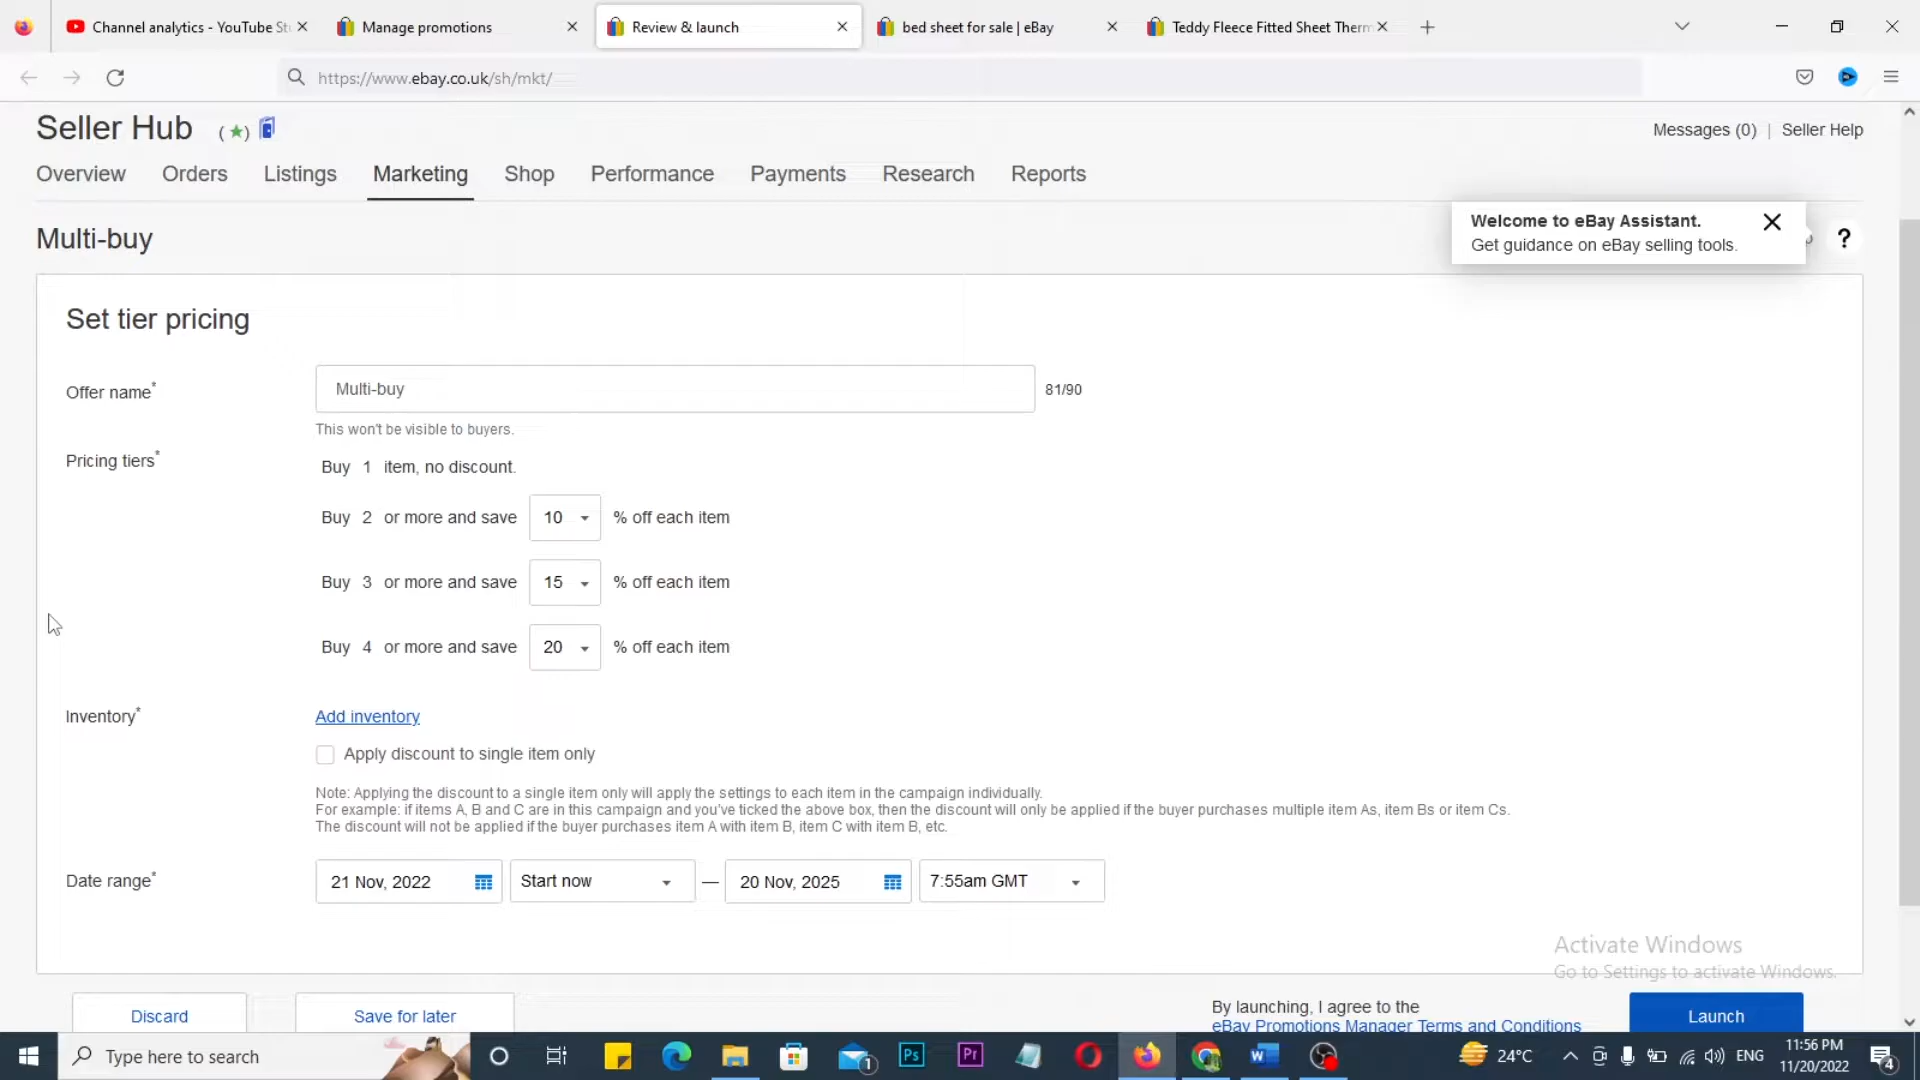 Channel analytics - YouTube St
Manage promotions
Review & launch
bed sheet for sale | eBay
Teddy Fleece Fitted Sheet Therm
https://www.ebay.co.uk/sh/mkt/
Seller Hub (★)
Messages (0) | Seller Help
Overview Orders Listings Marketing Shop Performance Payments Research Reports
Welcome to eBay Assistant.
Get guidance on eBay selling tools.
?
Multi-buy
Set tier pricing
Offer name*
Multi-buy
81/90
This won't be visible to buyers.
Pricing tiers*
Buy 1 item, no discount.
Buy 2 or more and save 10 % off each item
Buy 3 or more and save 15 % off each item
Buy 4 or more and save 20 % off each item
Inventory*
Add inventory
Apply discount to single item only
Note: Applying the discount to a single item only will apply the settings to each item in the campaign individually.
For example: if items A, B and C are in this campaign and you've ticked the above box, then the discount will only be applied if the buyer purchases multiple item As, item Bs or item Cs.
The discount will not be applied if the buyer purchases item A with item B, item C with item B, etc.
Date range*
21 Nov, 2022 Start now — 20 Nov, 2025 7:55am GMT
Activate Windows
Go to Settings to activate Windows.
Discard
Save for later
By launching, I agree to the
eBay Promotions Manager Terms and Conditions
Launch
Type here to search
1
Ps
Pr
W
24°C
ENG
11:56 PM
11/20/2022
4